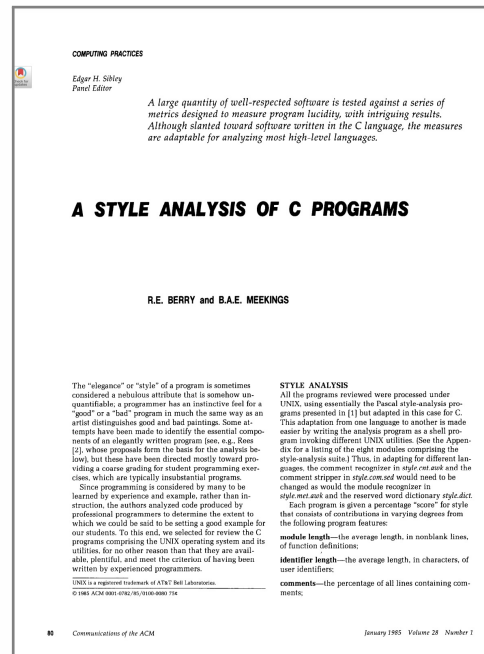 COMPUTING PRACTICES
Edgar H. Sibley
Panel Editor
A large quantity of well-respected software is tested against a series of
metrics designed to measure program lucidity, with intriguing results.
Although slanted toward software written in the C language, the measures
are adaptable for analyzing most high-level languages.
A STYLE ANALYSIS OF C PROGRAMS
R.E. BERRY and B.A.E. MEEKINGS
The "elegance" or "style" of a program is sometimes
considered a nebulous attribute that is somehow un-
quantifiable; a programmer has an instinctive feel for a
"good" or a "bad" program in much the same way as an
artist distinguishes good and bad paintings. Some at-
tempts have been made to identify the essential compo-
nents of an elegantly written program (see, e.g., Rees
[2], whose proposals form the basis for the analysis be-
low), but these have been directed mostly toward pro-
viding a coarse grading for student programming exer-
cises, which are typically insubstantial programs.
Since programming is considered by many to be
learned by experience and example, rather than in-
struction, the authors analyzed code produced by
professional programmers to determine the extent to
which we could be said to be setting a good example for
our students. To this end, we selected for review the C
programs comprising the UNIX operating system and its
utilities, for no other reason than that they are avail-
able, plentiful, and meet the criterion of having been
written by experienced programmers.
UNIX is a registered trademark of AT&T Bell Laboratories.
© 1985 ACM 0001-0782/85/0100-0080 75¢
STYLE ANALYSIS
All the programs reviewed were processed under
UNIX, using essentially the Pascal style-analysis pro-
grams presented in [1] but adapted in this case for C.
This adaptation from one language to another is made
easier by writing the analysis program as a shell pro-
gram invoking different UNIX utilities. (See the Appen-
dix for a listing of the eight modules comprising the
style-analysis suite.) Thus, in adapting for different lan-
guages, the comment recognizer in style.cnt.awk and the
comment stripper in style.com.sed would need to be
changed as would the module recognizer in
style.met.awk and the reserved word dictionary style.dict.
Each program is given a percentage "score" for style
that consists of contributions in varying degrees from
the following program features:
module length—the average length, in nonblank lines,
of function definitions;
identifier length—the average length, in characters, of
user identifiers;
comments—the percentage of all lines containing com-
ments;
80 Communications of the ACM
January 1985 Volume 28 Number 1